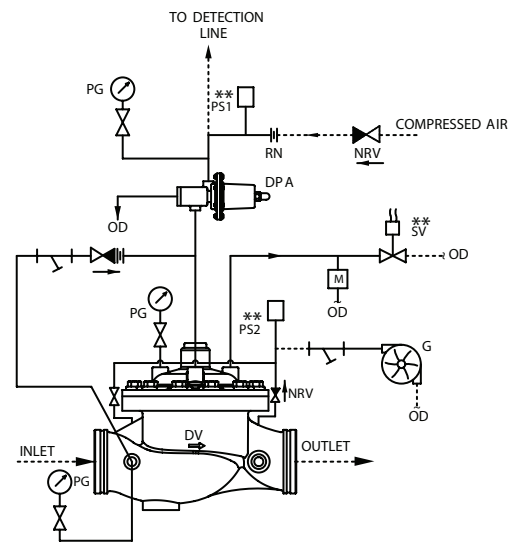 TO DETECTION
LINE
PG
**
PS1
COMPRESSED AIR
RN
NRV
DPA
OD
**
SV
OD
M
OD
PG
**
PS2
G
NRV
OD
DV
INLET
OUTLET
PG